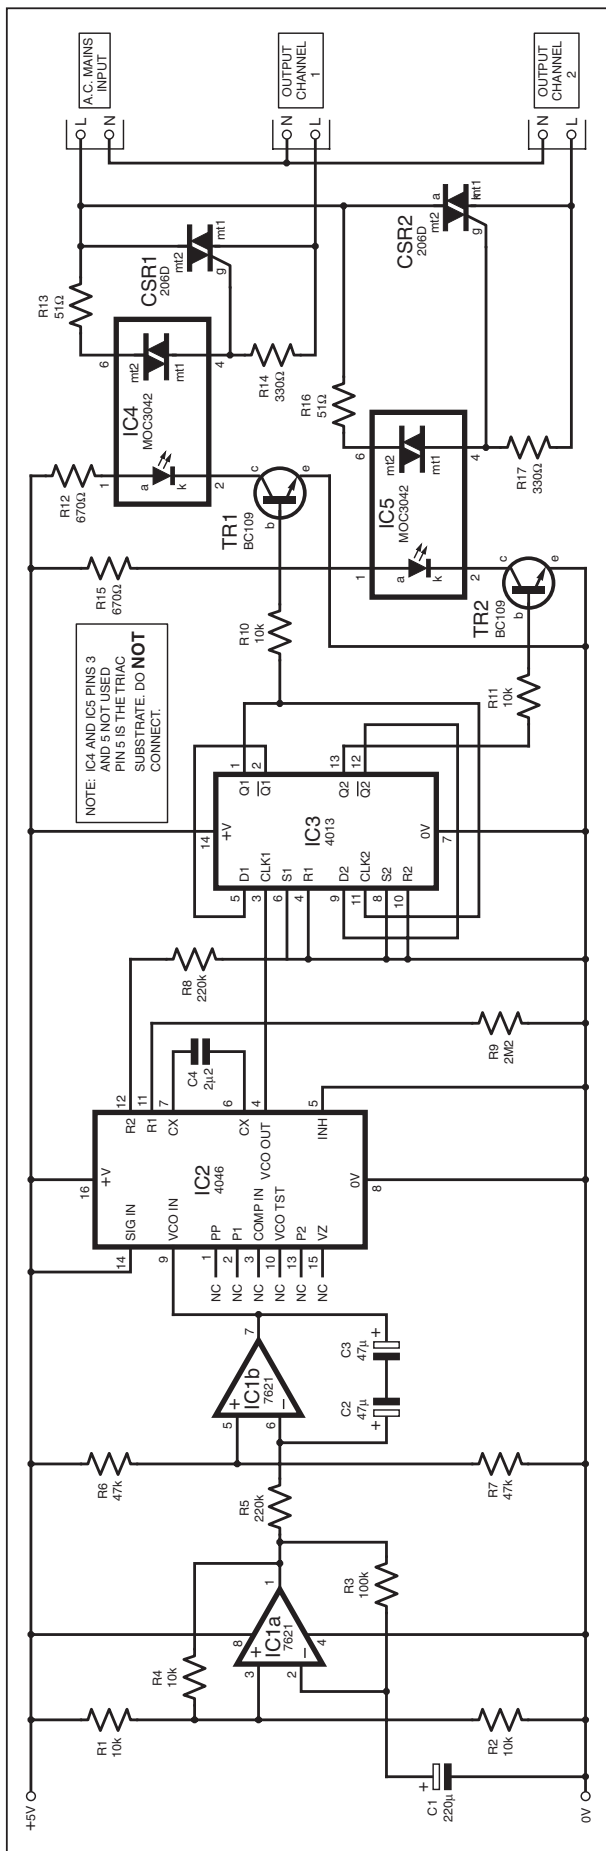 +5V
0V
R1
10k
R2
10k
C1
220µ
+
R4
10k
3
2
8
4
1
+
−
IC1a
7621
R3
100k
R5
220k
R6
47k
R7
47k
5
6
7
+
−
IC1b
7621
C2
47µ
+
C3
47µ
+
14
SIG IN
9
VCO IN
NC
1
PP
NC
2
P1
NC
3
COMP IN
NC
10
VCO TST
NC
13
P2
NC
15
VZ
16
+V
IC2
4046
0V
8
R2
12
R1
11
CX
7
CX
6
VCO OUT
4
INH
5
C4
2µ2
R8
220k
R9
2M2
5
D1
3
CLK1
6
S1
4
R1
9
D2
11
CLK2
8
S2
10
R2
14
+V
IC3
4013
0V
7
Q1
1
Q1
2
Q2
13
Q2
12
NOTE: IC4 AND IC5 PINS 3
AND 5 NOT USED
PIN 5 IS THE TRIAC
SUBSTRATE. DO NOT
CONNECT.
R10
10k
R11
10k
R15
670Ω
R12
670Ω
TR1
BC109
b
c
e
TR2
BC109
b
c
e
1
a
k
2
IC4
MOC3042
6
mt2
mt1
4
1
a
k
2
IC5
MOC3042
6
mt2
mt1
4
R13
51Ω
R14
330Ω
R16
51Ω
R17
330Ω
CSR1
206D
mt2
mt1
g
CSR2
206D
a
mt2
k
mt1
g
L
N
A.C. MAINS
INPUT
N
L
OUTPUT
CHANNEL
1
N
L
OUTPUT
CHANNEL
2